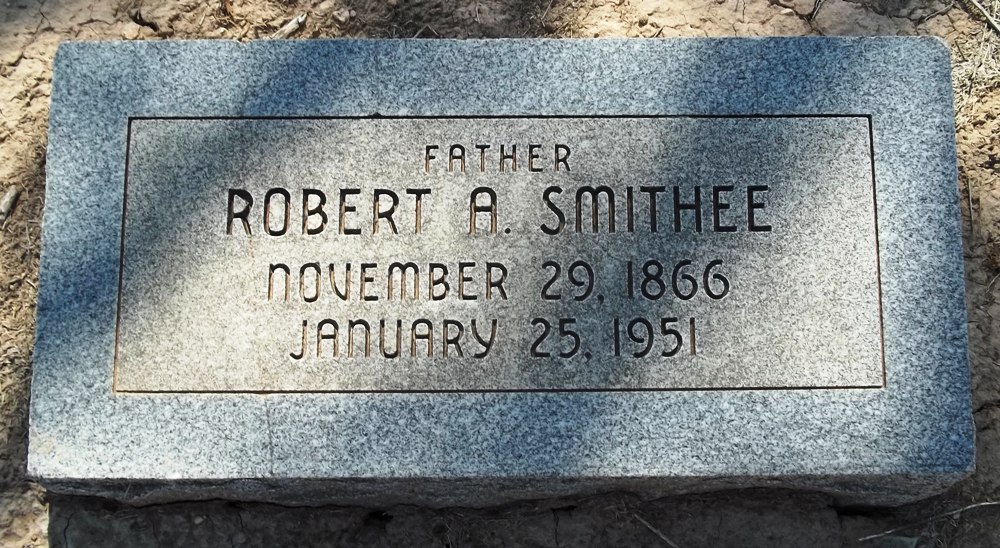 FATHER
ROBERT A. SMITHEE
NOVEMBER 29, 1866
JANUARY 25, 1951